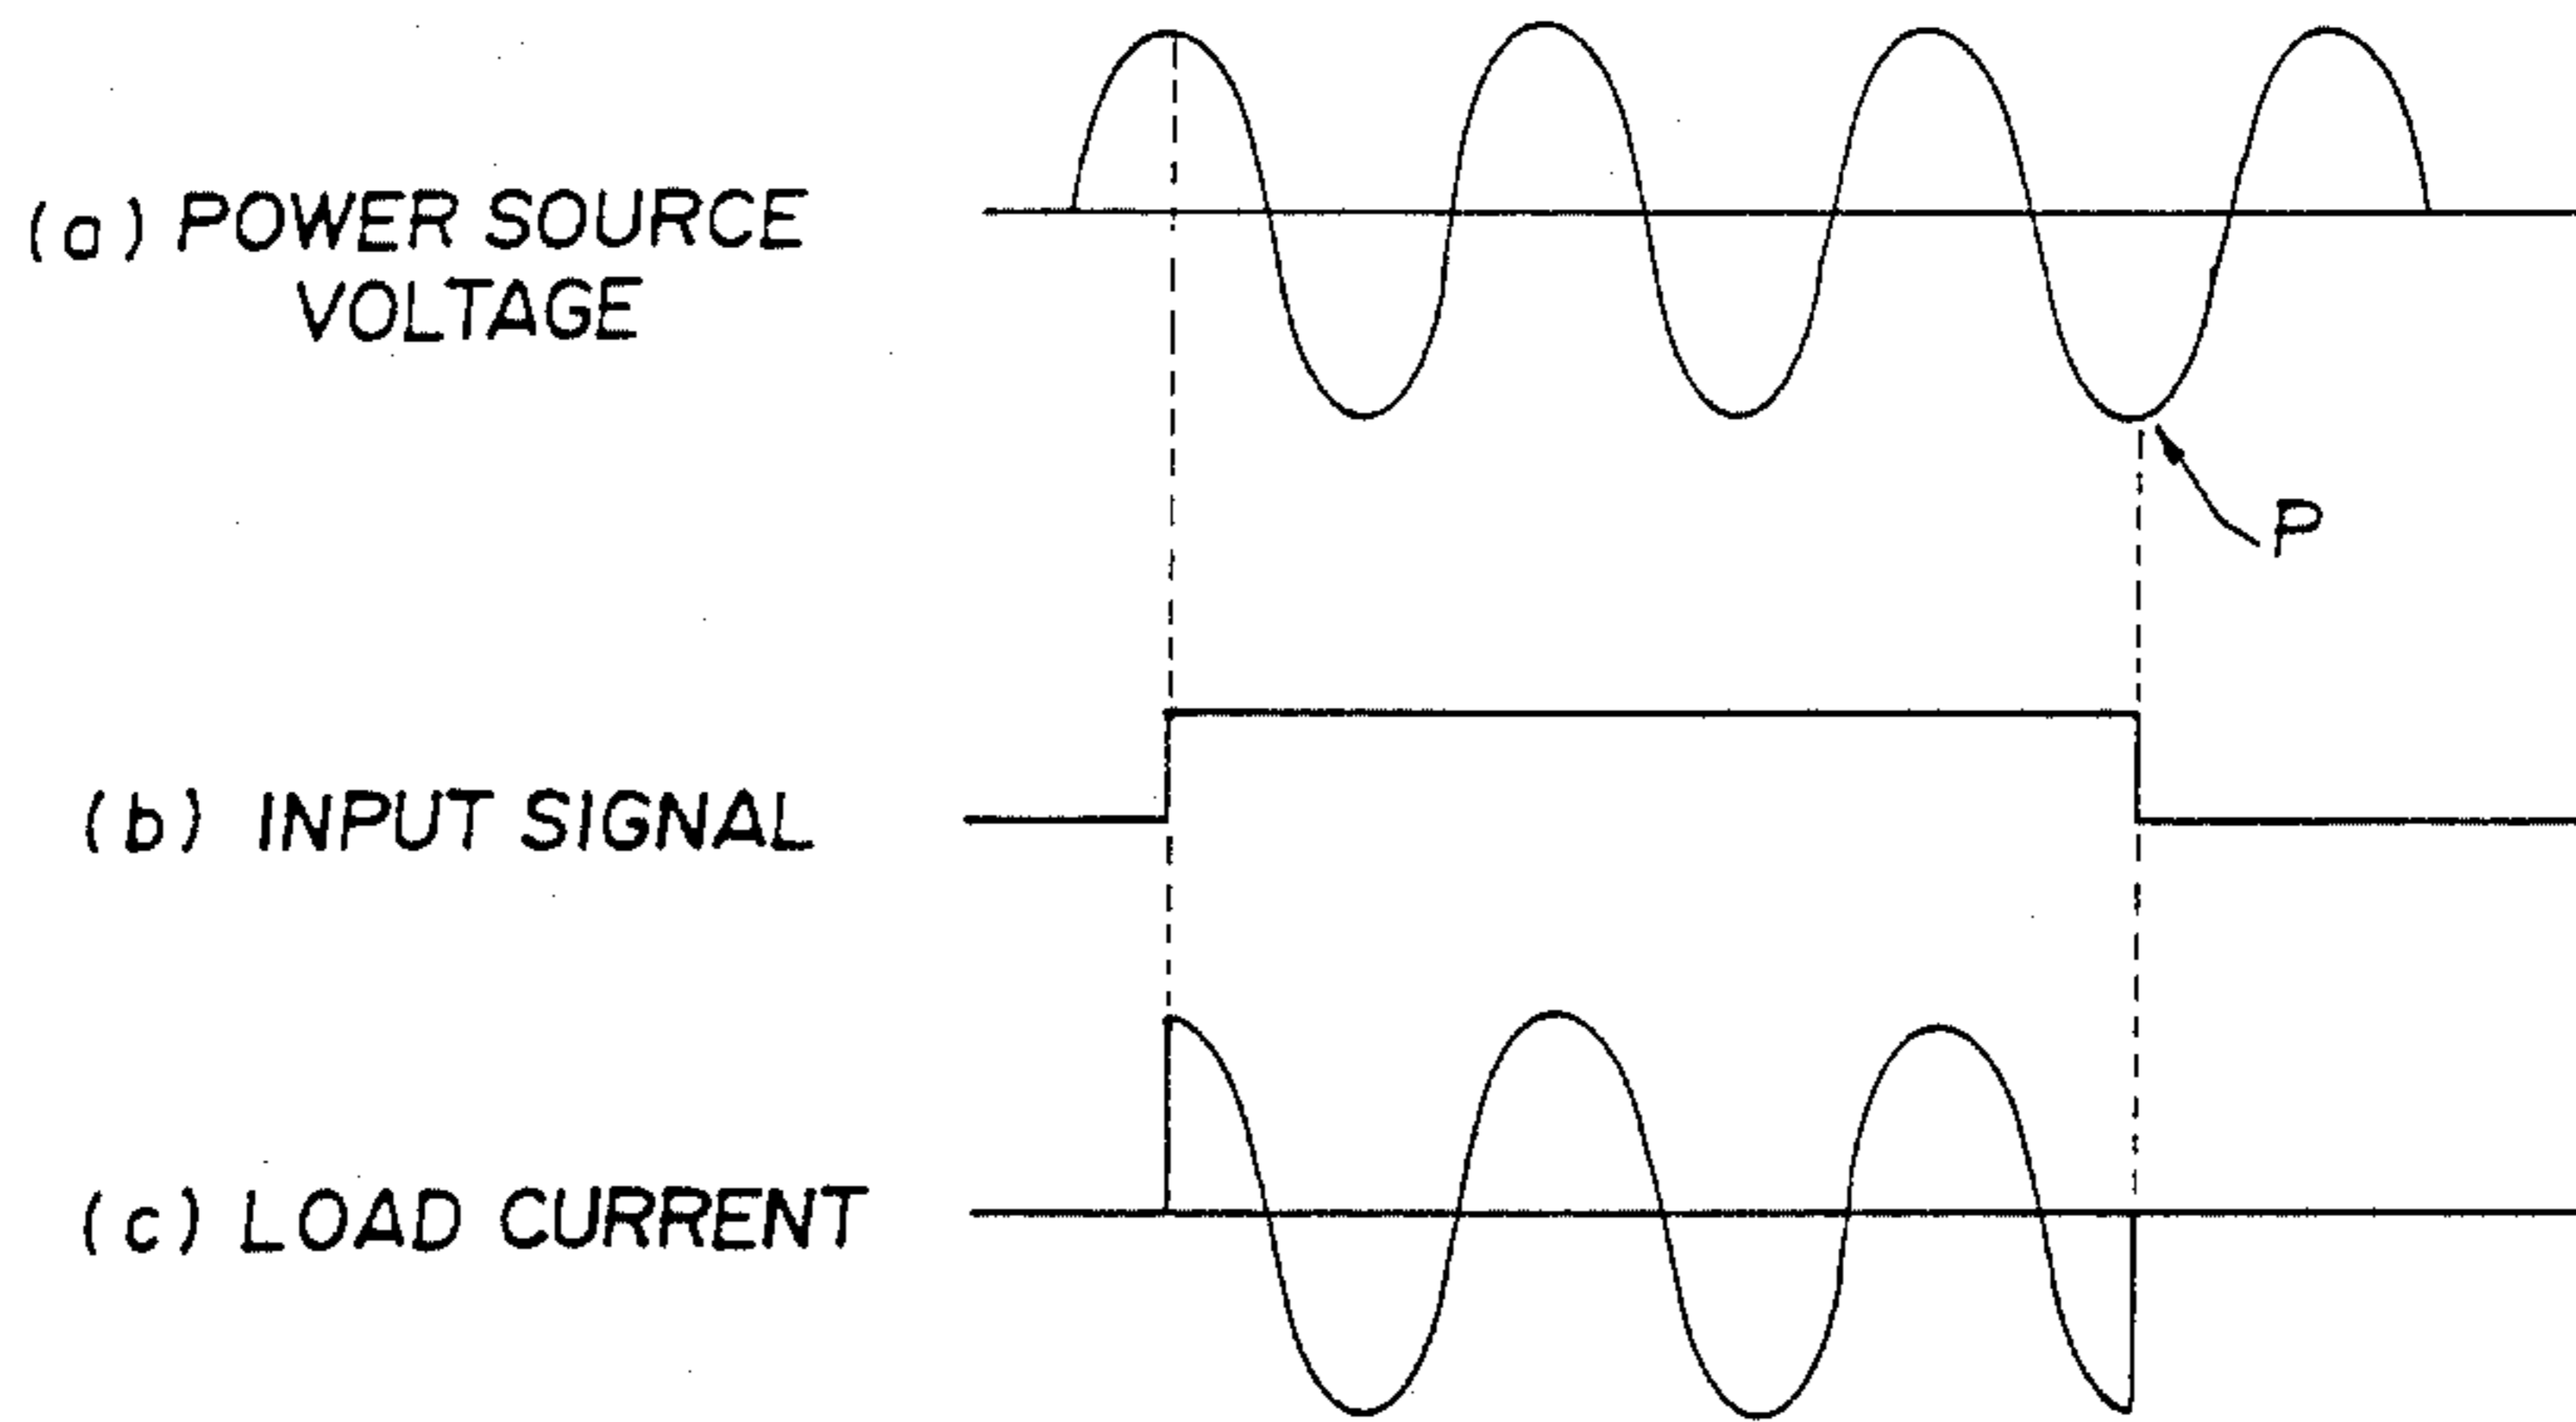 (a) POWER SOURCE
VOLTAGE
P
(b) INPUT SIGNAL
(c) LOAD CURRENT